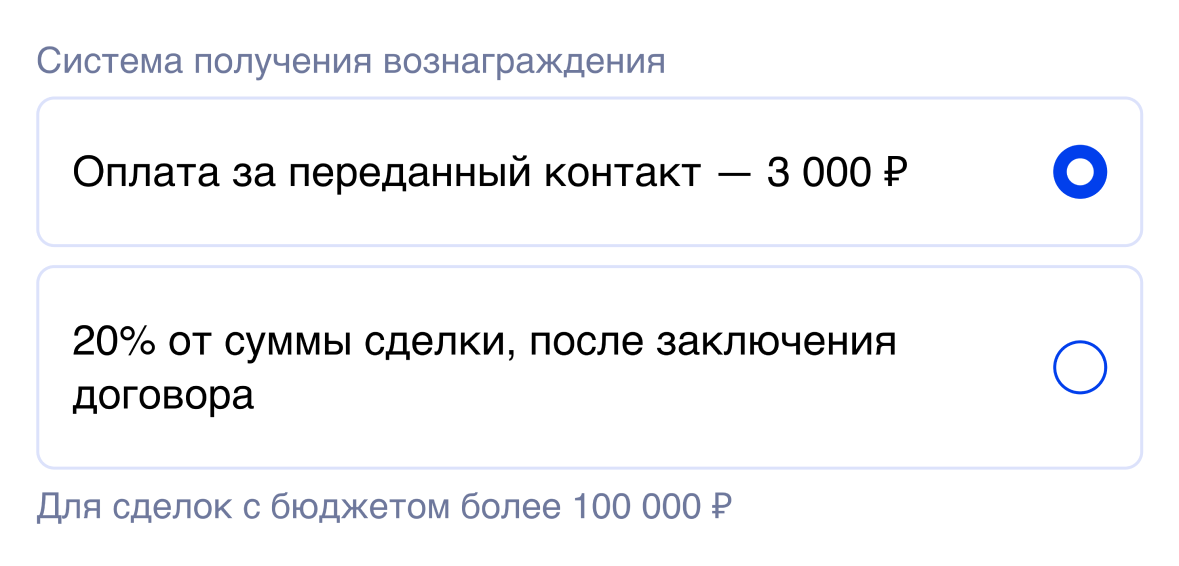 Система получения вознаграждения
Оплата за переданный контакт — 3 000 ₽
20% от суммы сделки, после заключения
договора
Для сделок с бюджетом более 100 000 ₽